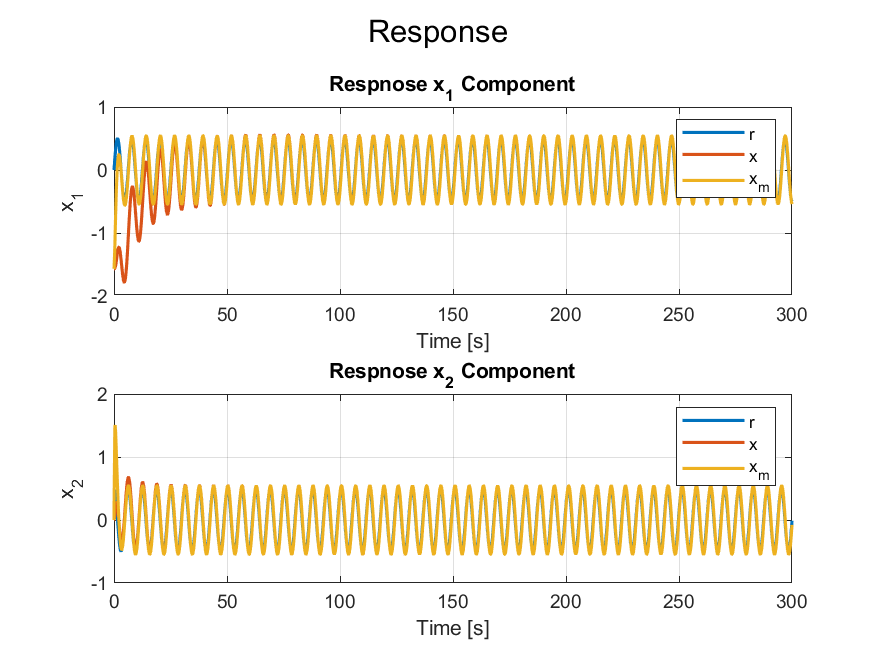 Response
Respnose x1 Component
1
0
-1
-2
x1
r
x
xm
0 50 100 150 200 250 300
Time [s]
Respnose x2 Component
2
1
0
-1
x2
r
x
xm
0 50 100 150 200 250 300
Time [s]